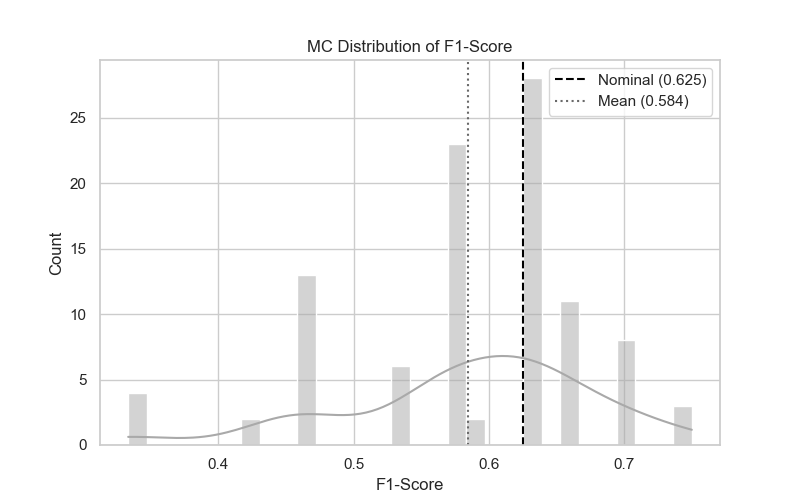 MC Distribution of F1-Score
Nominal (0.625)
Mean (0.584)
Count
25
20
15
10
5
0
0.4 0.5 0.6 0.7
F1-Score